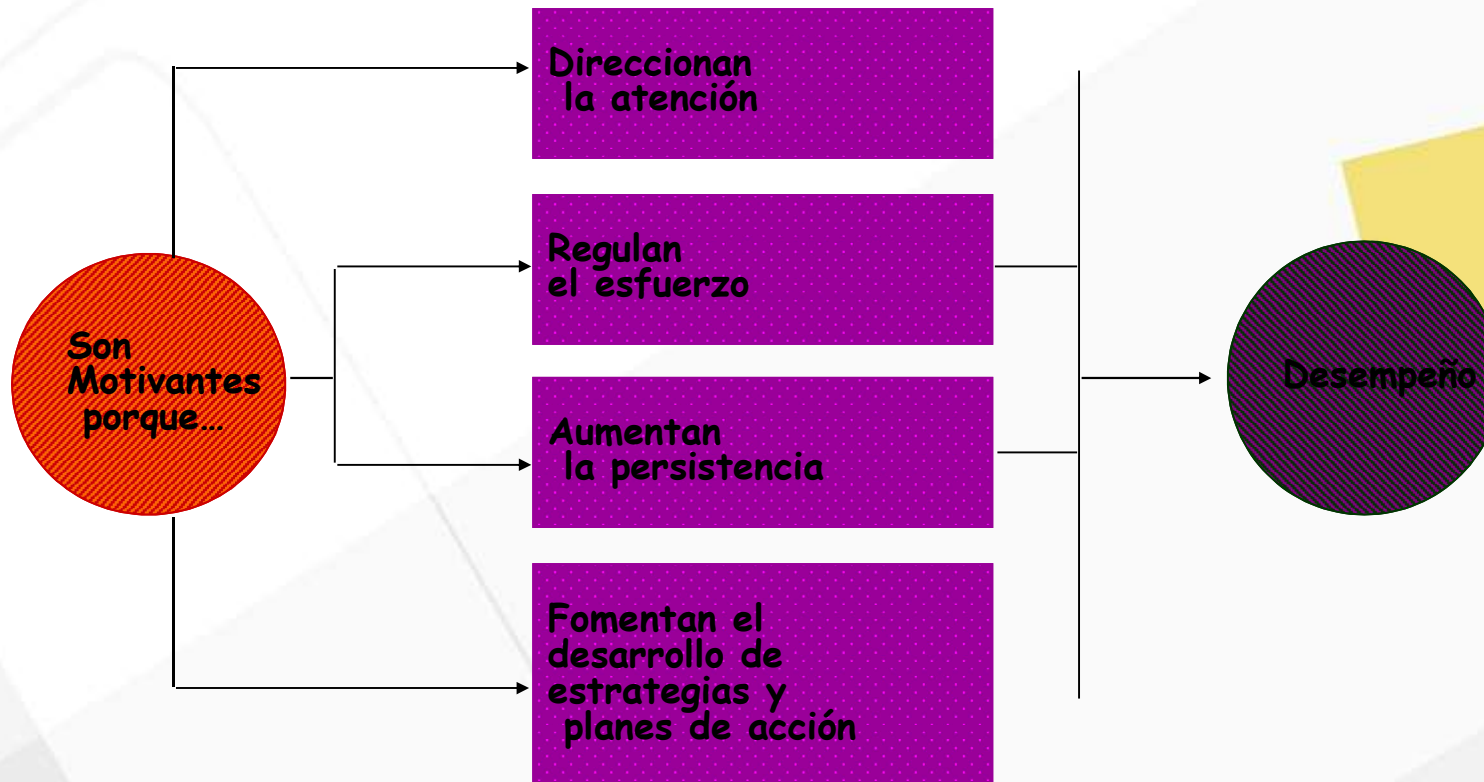 Direccionan
la atención
Regulan
el esfuerzo
Son
Motivantes
porque…
Desempeño
Aumentan
la persistencia
Fomentan el
desarrollo de
estrategias y
planes de acción